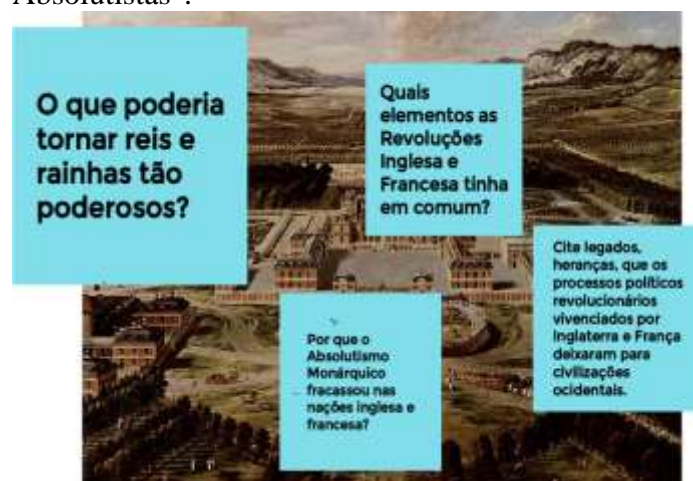 Absolutistas".
O que poderia
tornar reis e
rainhas tão
poderosos?
Quais
elementos as
Revoluções
Inglesa e
Francesa tinha
em comum?
Cite legados,
heranças, que os
processos políticos
revolucionários
vivenciados por
Inglaterra e França
deixaram para
civilizações
ocidentais.
Por que o
Absolutismo
Monárquico
fracassou nas
nações inglesa e
francesa?